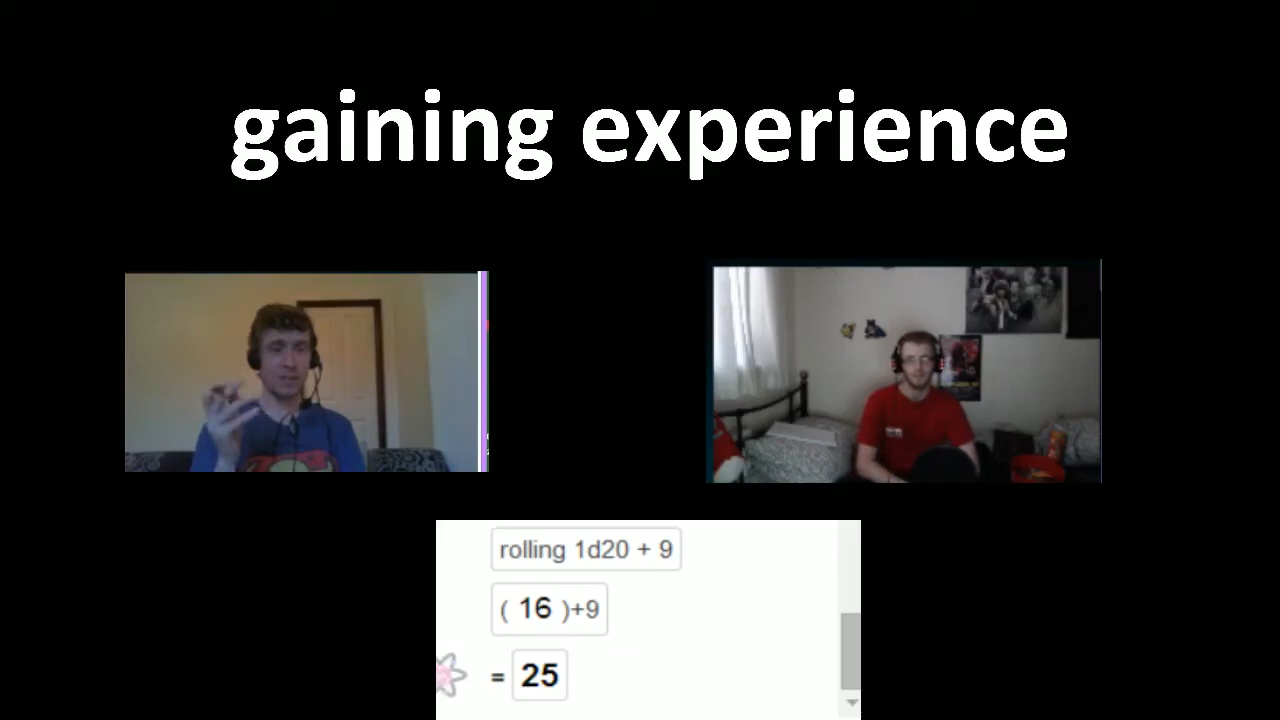 gaining experience
rolling 1d20 + 9
( 16 )+9
= 25